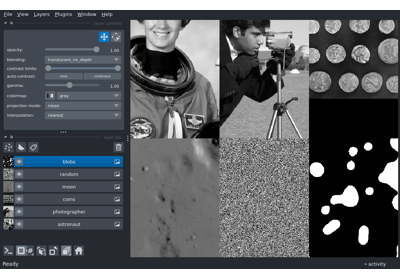 File View Layers Plugins Window Help
opacity: 1.00
blending: translucent_no_depth
contrast limits:
auto-contrast: once continuous
gamma: 1.00
colormap: gray
projection mode: mean
interpolation: nearest
blobs
random
moon
coins
photographer
astronaut
Ready
activity